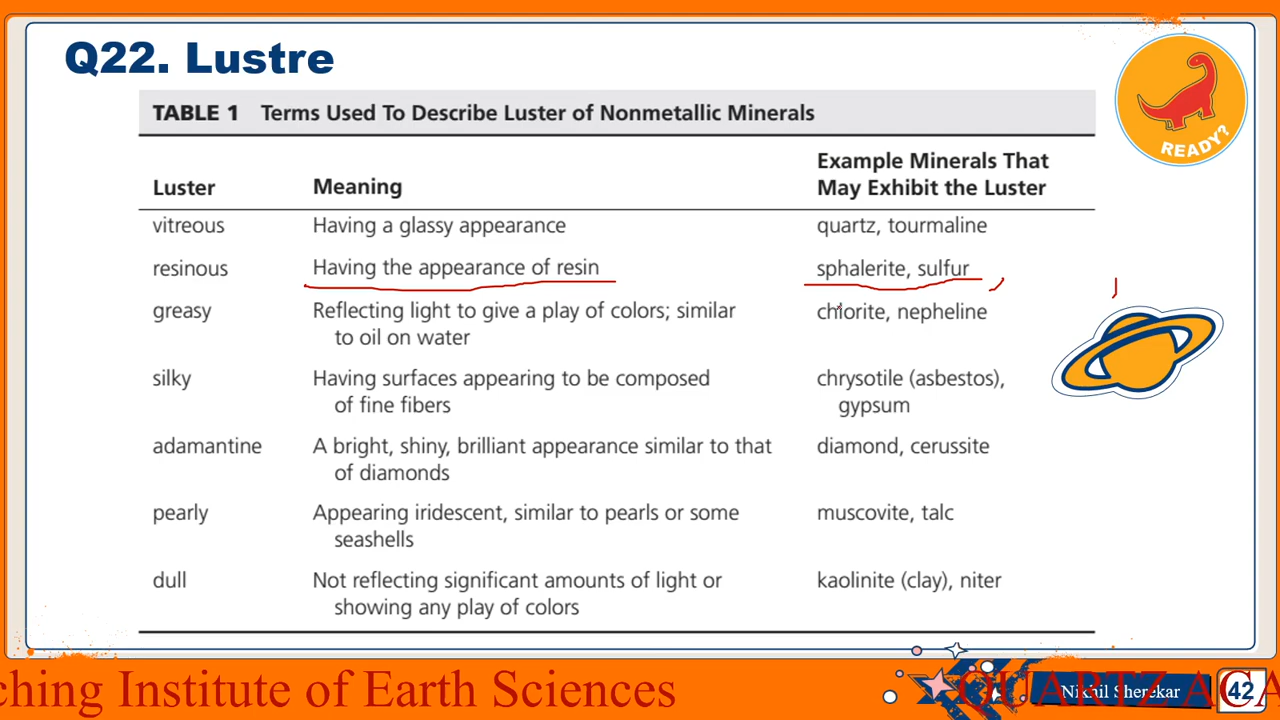 Q22. Lustre
READY?
TABLE 1 Terms Used To Describe Luster of Nonmetallic Minerals
Luster Meaning Example Minerals That May Exhibit the Luster
vitreous Having a glassy appearance quartz, tourmaline
resinous Having the appearance of resin sphalerite, sulfur
greasy Reflecting light to give a play of colors; similar to oil on water chlorite, nepheline
silky Having surfaces appearing to be composed of fine fibers chrysotile (asbestos), gypsum
adamantine A bright, shiny, brilliant appearance similar to that of diamonds diamond, cerussite
pearly Appearing iridescent, similar to pearls or some seashells muscovite, talc
dull Not reflecting significant amounts of light or showing any play of colors kaolinite (clay), niter
ching Institute of Earth Sciences QUARTZ ACA
Nikhil Sherekar
42